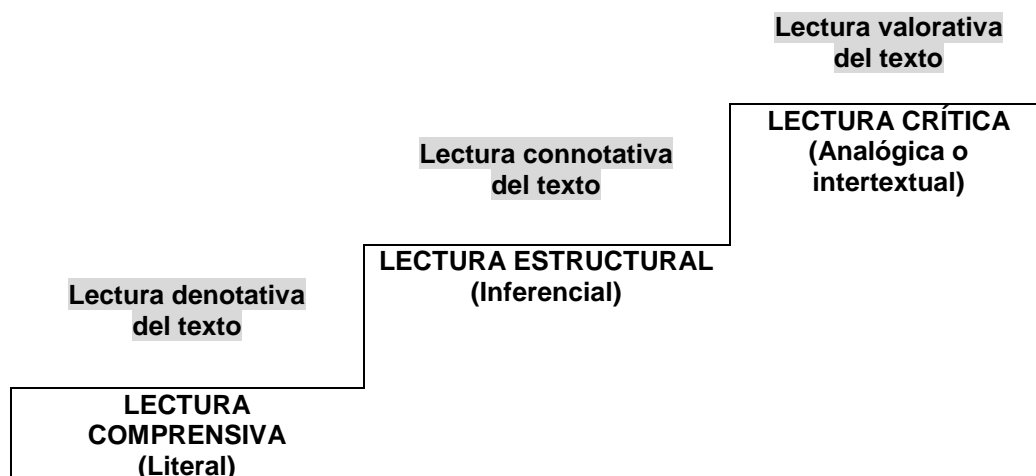 Lectura valorativa
del texto
LECTURA CRÍTICA
(Analógica o
intertextual)
Lectura connotativa
del texto
LECTURA ESTRUCTURAL
(Inferencial)
Lectura denotativa
del texto
LECTURA
COMPRENSIVA
(Literal)